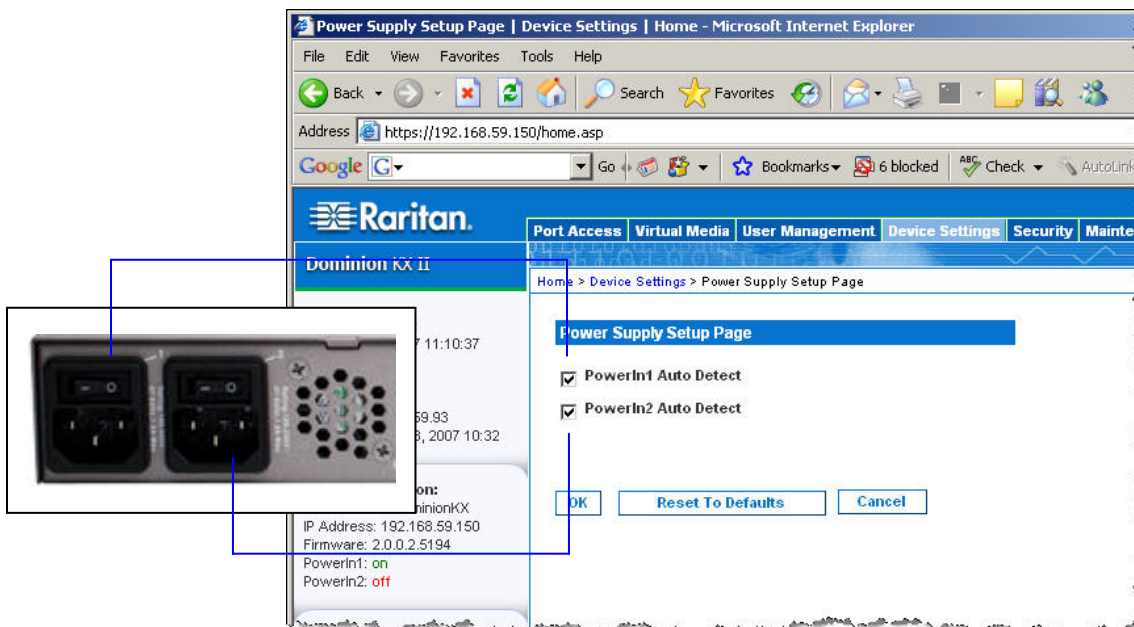 Power Supply Setup Page | Device Settings | Home - Microsoft Internet Explorer
File Edit View Favorites Tools Help
Back Search Favorites
Address https://192.168.59.150/home.asp
Google G Go Bookmarks 6 blocked ABC Check AutoLink
Raritan.
Port Access Virtual Media User Management Device Settings Security Mainte
Dominion KX II
Home > Device Settings > Power Supply Setup Page
Power Supply Setup Page
7 11:10:37
PowerIn1 Auto Detect
PowerIn2 Auto Detect
59.93
, 2007 10:32
on:
OK Reset To Defaults Cancel
minionKX
IP Address: 192.168.59.150
Firmware: 2.0.0.2.5194
PowerIn1: on
PowerIn2: off